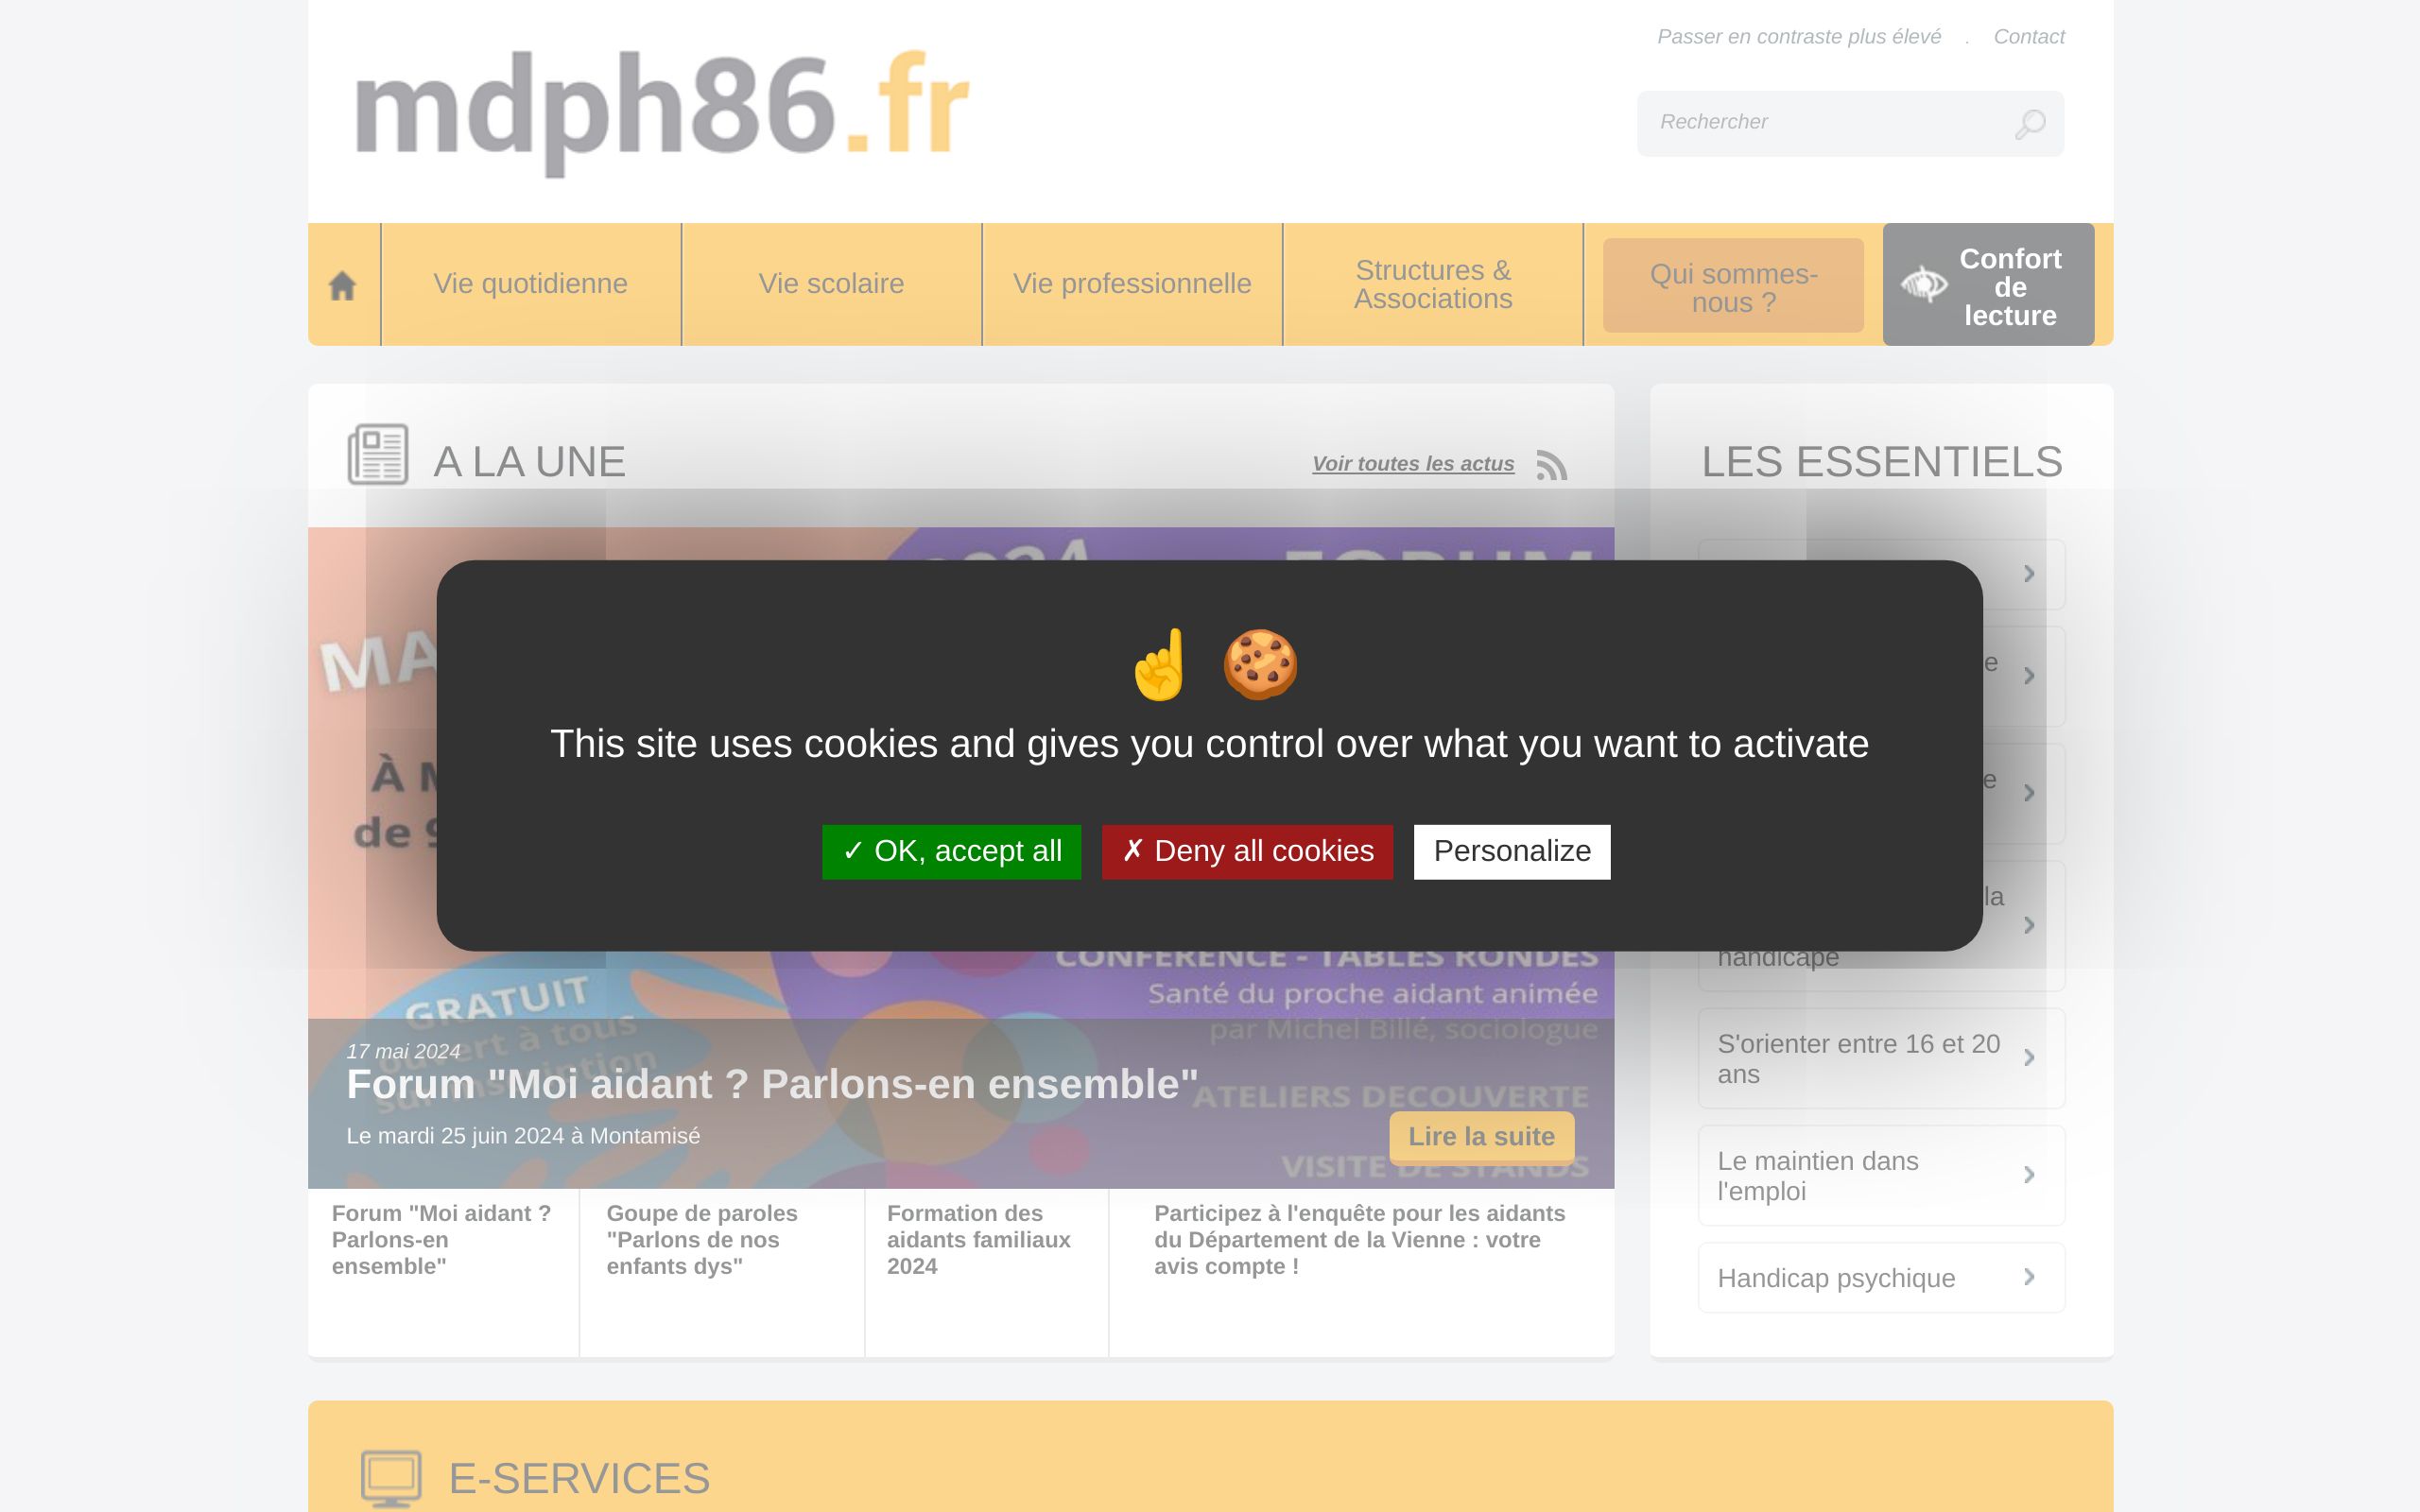 mdph86.fr
Passer en contraste plus élevé . Contact
Rechercher
Vie quotidienne
Vie scolaire
Vie professionnelle
Structures &
Associations
Qui sommes-
nous ?
Confort
de
lecture
A LA UNE
Voir toutes les actus
LES ESSENTIELS
This site uses cookies and gives you control over what you want to activate
✓ OK, accept all
✗ Deny all cookies
Personalize
CONFERENCE - TABLES RONDES
Santé du proche aidant animée
par Michel Billé, sociologue
GRATUIT
ouvert à tous
sur inscription
ATELIERS DECOUVERTE
VISITE DE STANDS
17 mai 2024
Forum "Moi aidant ? Parlons-en ensemble"
Le mardi 25 juin 2024 à Montamisé
Lire la suite
Forum "Moi aidant ?
Parlons-en
ensemble"
Goupe de paroles
"Parlons de nos
enfants dys"
Formation des
aidants familiaux
2024
Participez à l'enquête pour les aidants
du Département de la Vienne : votre
avis compte !
la
handicapé
S'orienter entre 16 et 20
ans
Le maintien dans
l'emploi
Handicap psychique
E-SERVICES